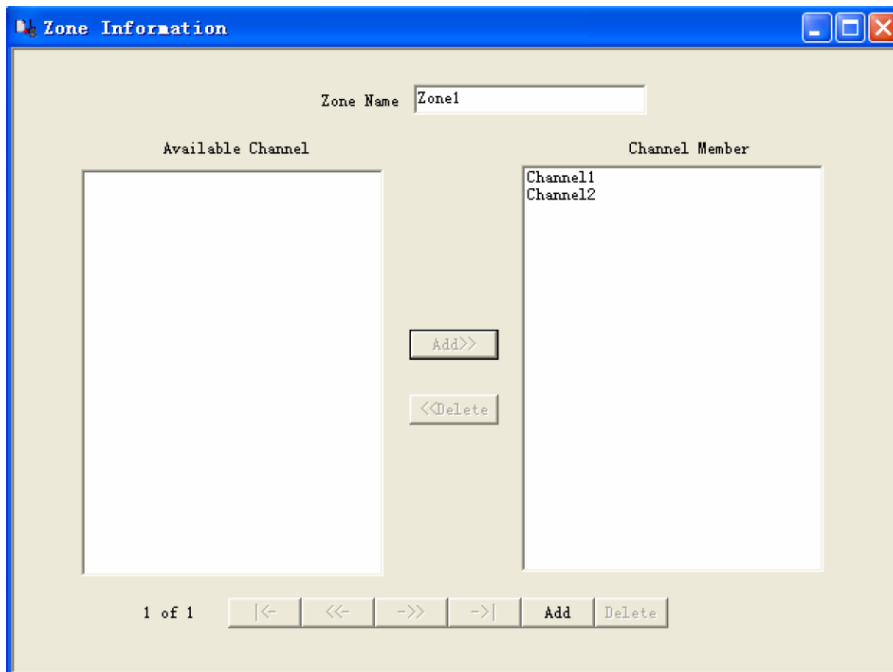 Zone Information
Zone Name Zone1
Available Channel
Channel Member
Channel1
Channel2
Add>>
<<Delete
1 of 1 |<- <<- ->> ->| Add Delete